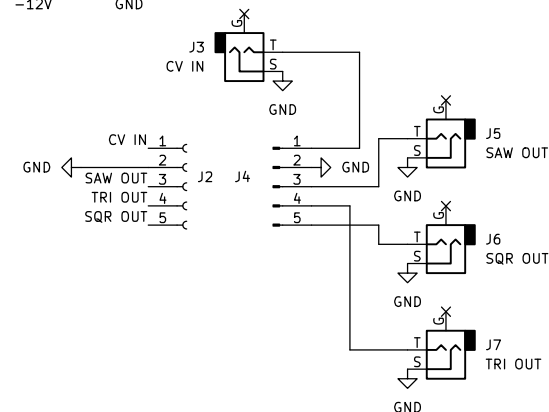 -12V GND
G
J3 T
CV IN S
GND
G
CV IN 1 1 T J5
GND 2 2 GND S SAW OUT
SAW OUT 3 J2 J4 3
TRI OUT 4 4 GND
SQR OUT 5 5 G
T J6
S SQR OUT
GND
G
T J7
S TRI OUT
GND